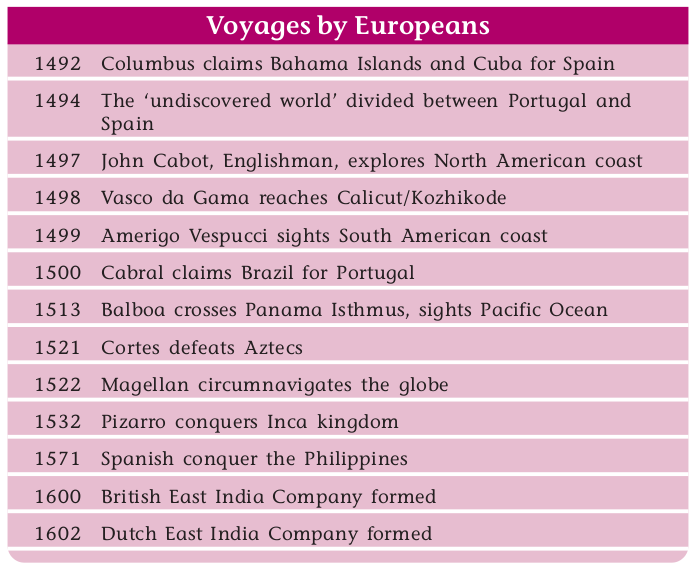 Voyages by Europeans
1492 Columbus claims Bahama Islands and Cuba for Spain
1494 The ‘undiscovered world’ divided between Portugal and
Spain
1497 John Cabot, Englishman, explores North American coast
1498 Vasco da Gama reaches Calicut/Kozhikode
1499 Amerigo Vespucci sights South American coast
1500 Cabral claims Brazil for Portugal
1513 Balboa crosses Panama Isthmus, sights Pacific Ocean
1521 Cortes defeats Aztecs
1522 Magellan circumnavigates the globe
1532 Pizarro conquers Inca kingdom
1571 Spanish conquer the Philippines
1600 British East India Company formed
1602 Dutch East India Company formed